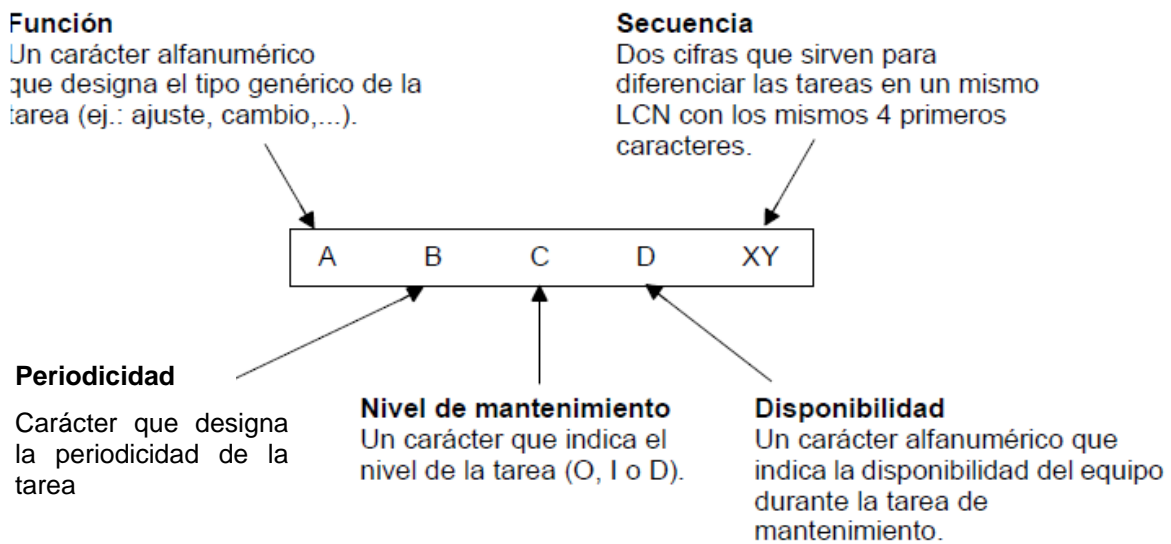 Función
Un carácter alfanumérico
que designa el tipo genérico de la
tarea (ej.: ajuste, cambio,...).
Secuencia
Dos cifras que sirven para
diferenciar las tareas en un mismo
LCN con los mismos 4 primeros
caracteres.
A B C D XY
Periodicidad
Carácter que designa
la periodicidad de la
tarea
Nivel de mantenimiento
Un carácter que indica el
nivel de la tarea (O, I o D).
Disponibilidad
Un carácter alfanumérico que
indica la disponibilidad del equipo
durante la tarea de
mantenimiento.